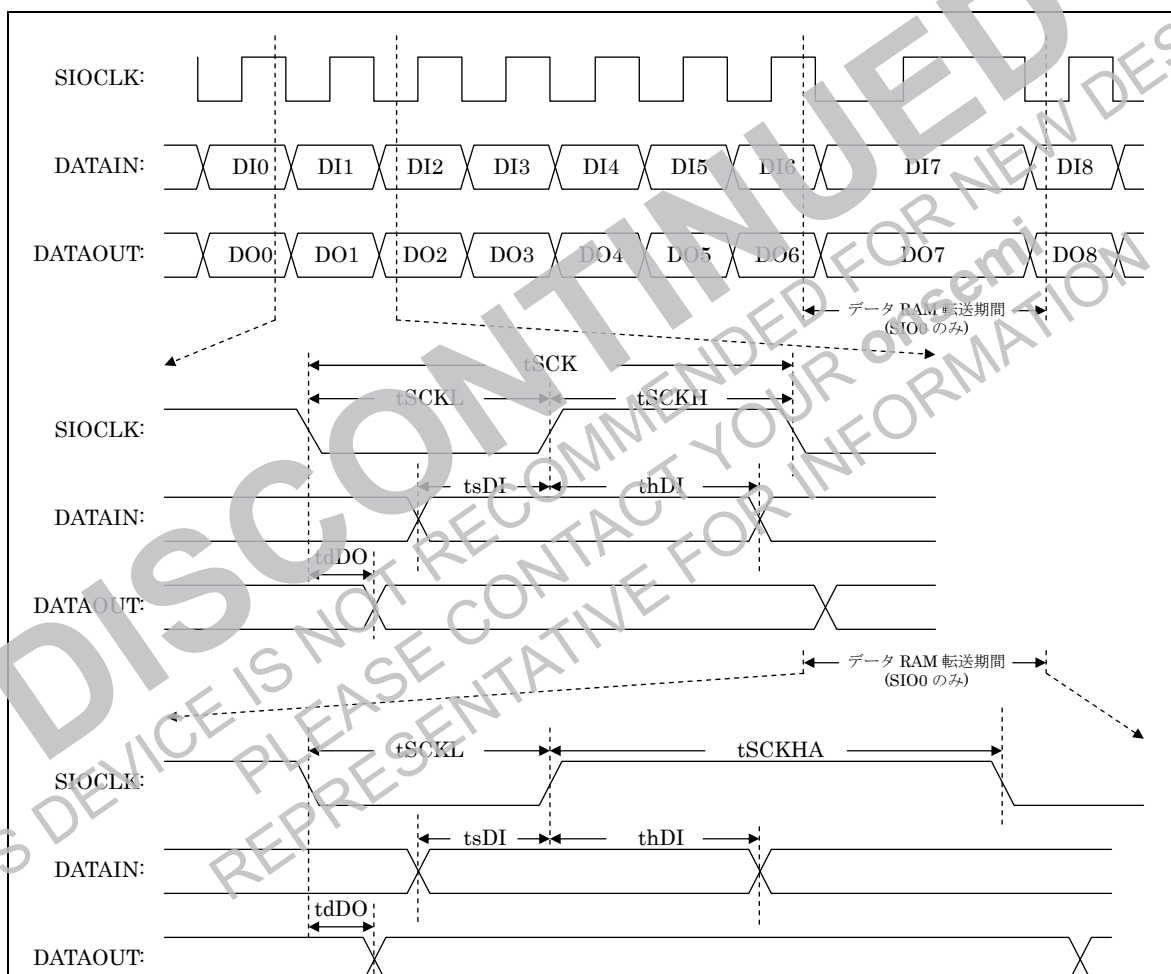 SIOCLK:
DATAIN: DI0 DI1 DI2 DI3 DI4 DI5 DI6 DI7 DI8
DATAOUT: DO0 DO1 DO2 DO3 DO4 DO5 DO6 DO7 DO8
データ RAM 転送期間
(SIO0 のみ)
tSCK
tSCKL tSCKH
SIOCLK:
tsDI thDI
DATAIN:
tdDO
DATAOUT:
データ RAM 転送期間
(SIO0 のみ)
tSCKL tSCKHA
SIOCLK:
tsDI thDI
DATAIN:
tdDO
DATAOUT:
DISCONTINUED
S DEVICE IS NOT RECOMMENDED FOR NEW DES
PLEASE CONTACT YOUR onsemi
REPRESENTATIVE FOR INFORMATION